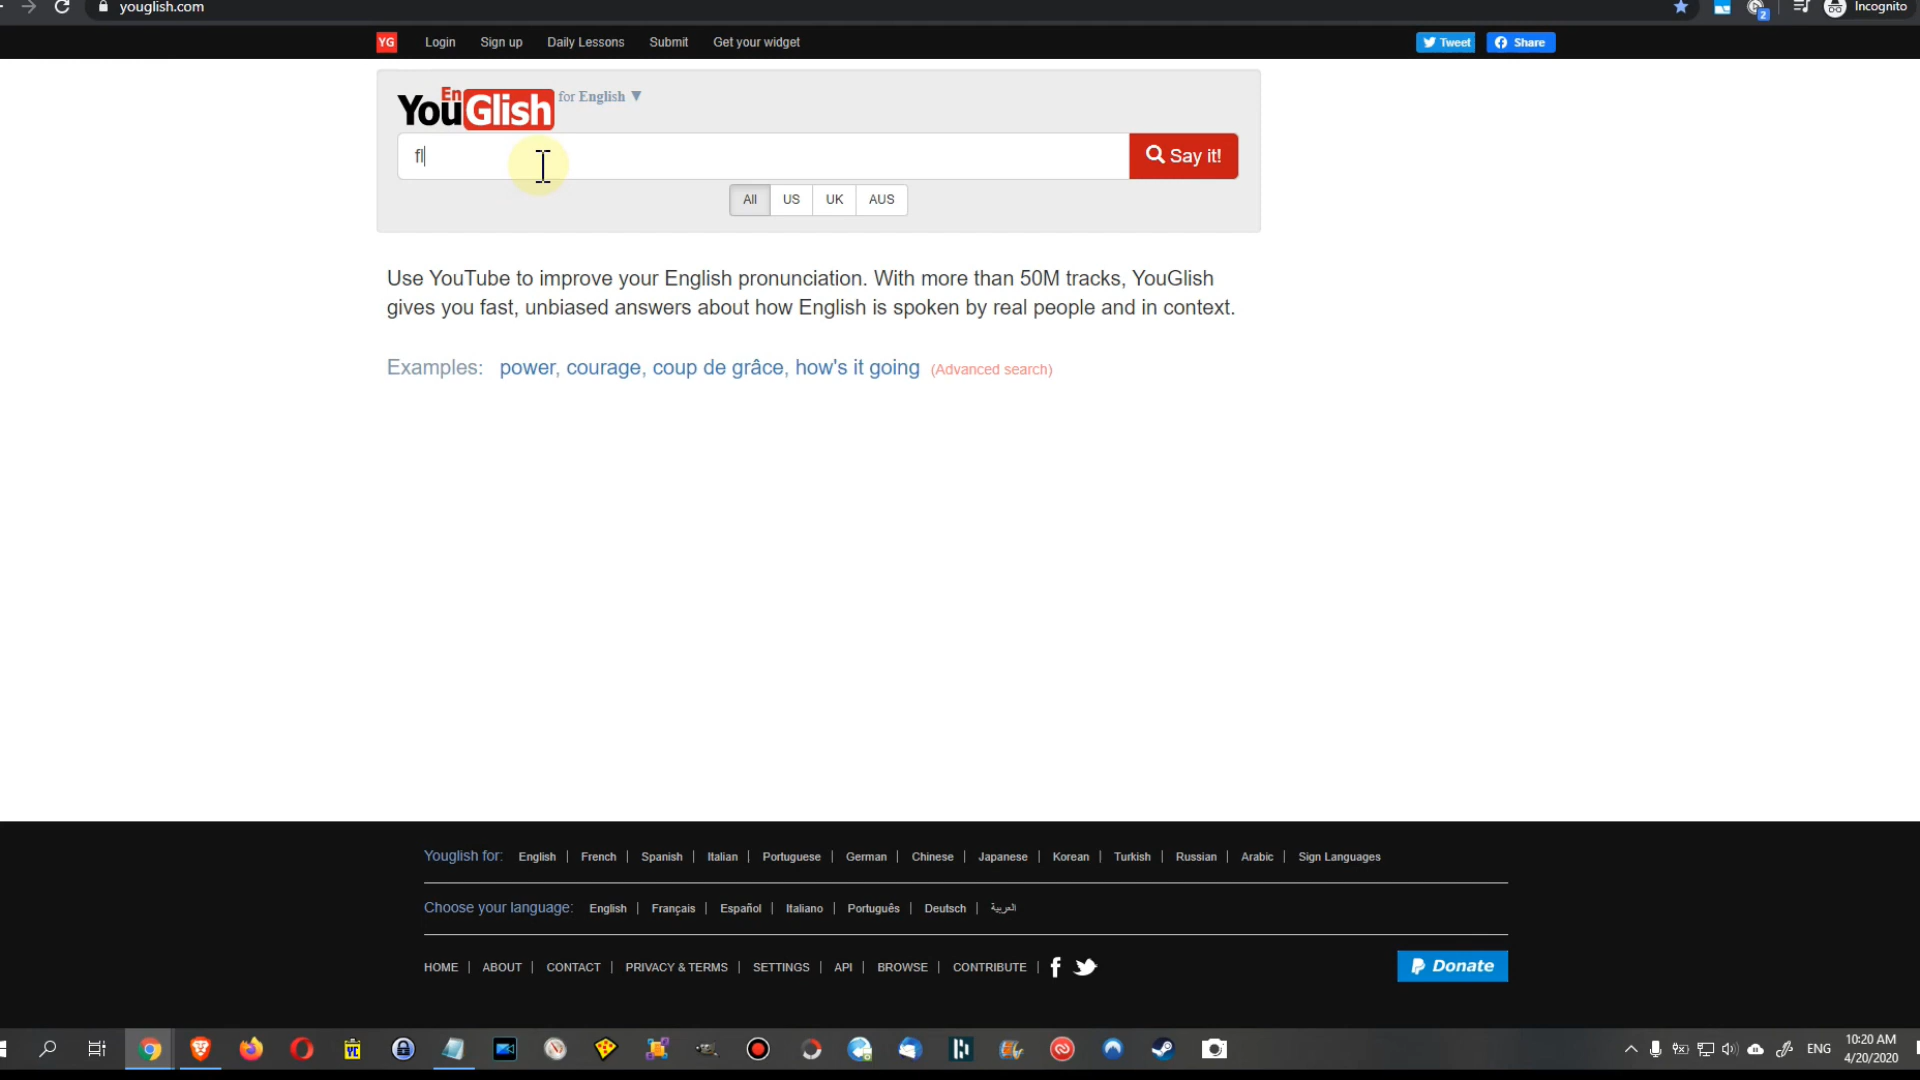 youglish.com
Incognito
YG Login Sign up Daily Lessons Submit Get your widget Tweet Share
YouGlish En for English ▼
fl Say it!
All US UK AUS
Use YouTube to improve your English pronunciation. With more than 50M tracks, YouGlish
gives you fast, unbiased answers about how English is spoken by real people and in context.
Examples: power, courage, coup de grâce, how's it going (Advanced search)
Youglish for: English | French | Spanish | Italian | Portuguese | German | Chinese | Japanese | Korean | Turkish | Russian | Arabic | Sign Languages
Choose your language: English | Français | Español | Italiano | Português | Deutsch | العربية
HOME | ABOUT | CONTACT | PRIVACY & TERMS | SETTINGS | API | BROWSE | CONTRIBUTE |
Donate
ENG 10:20 AM
4/20/2020